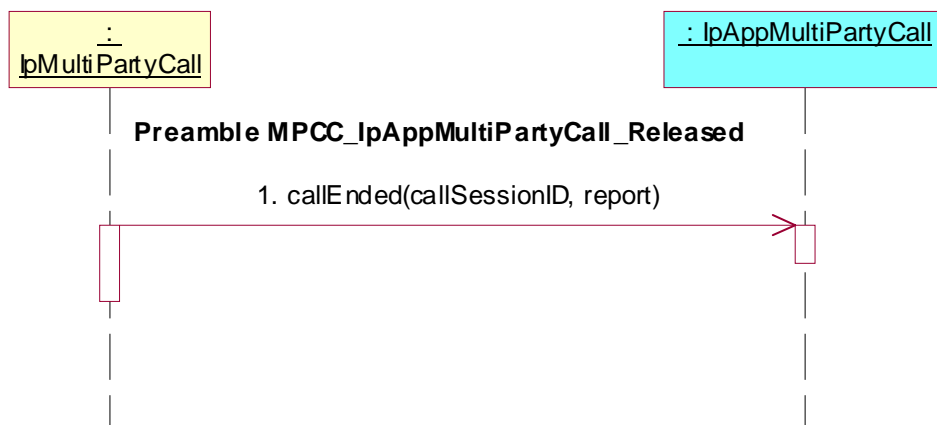 :
IpMultiPartyCall
: IpAppMultiPartyCall
Preamble MPCC_IpAppMultiPartyCall_Released
1. callEnded(callSessionID, report)